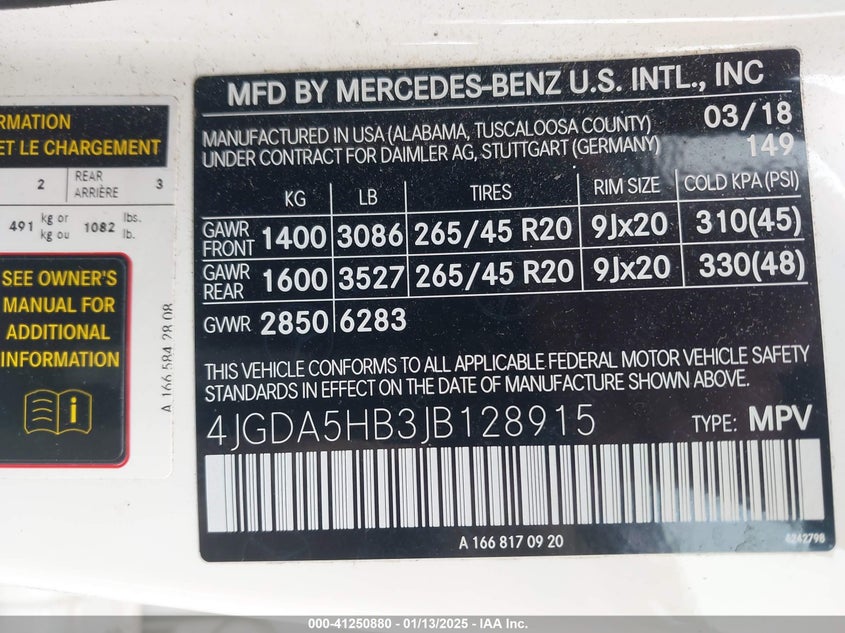 RMATION
ET LE CHARGEMENT
2 REAR ARRIÈRE 3
491 kg or kg ou 1082 lbs. lb.
SEE OWNER'S
MANUAL FOR
ADDITIONAL
INFORMATION
A 166 584 28 08
MFD BY MERCEDES-BENZ U.S. INTL., INC
MANUFACTURED IN USA (ALABAMA, TUSCALOOSA COUNTY) 03/18
UNDER CONTRACT FOR DAIMLER AG, STUTTGART (GERMANY) 149
KG LB TIRES RIM SIZE COLD KPA (PSI)
GAWR FRONT 1400 3086 265/45 R20 9Jx20 310(45)
GAWR REAR 1600 3527 265/45 R20 9Jx20 330(48)
GVWR 2850 6283
THIS VEHICLE CONFORMS TO ALL APPLICABLE FEDERAL MOTOR VEHICLE SAFETY
STANDARDS IN EFFECT ON THE DATE OF MANUFACTURE SHOWN ABOVE.
4JGDA5HB3JB128915 TYPE: MPV
A 166 817 09 20
6242798
000-41250880 - 01/13/2025 - IAA Inc.